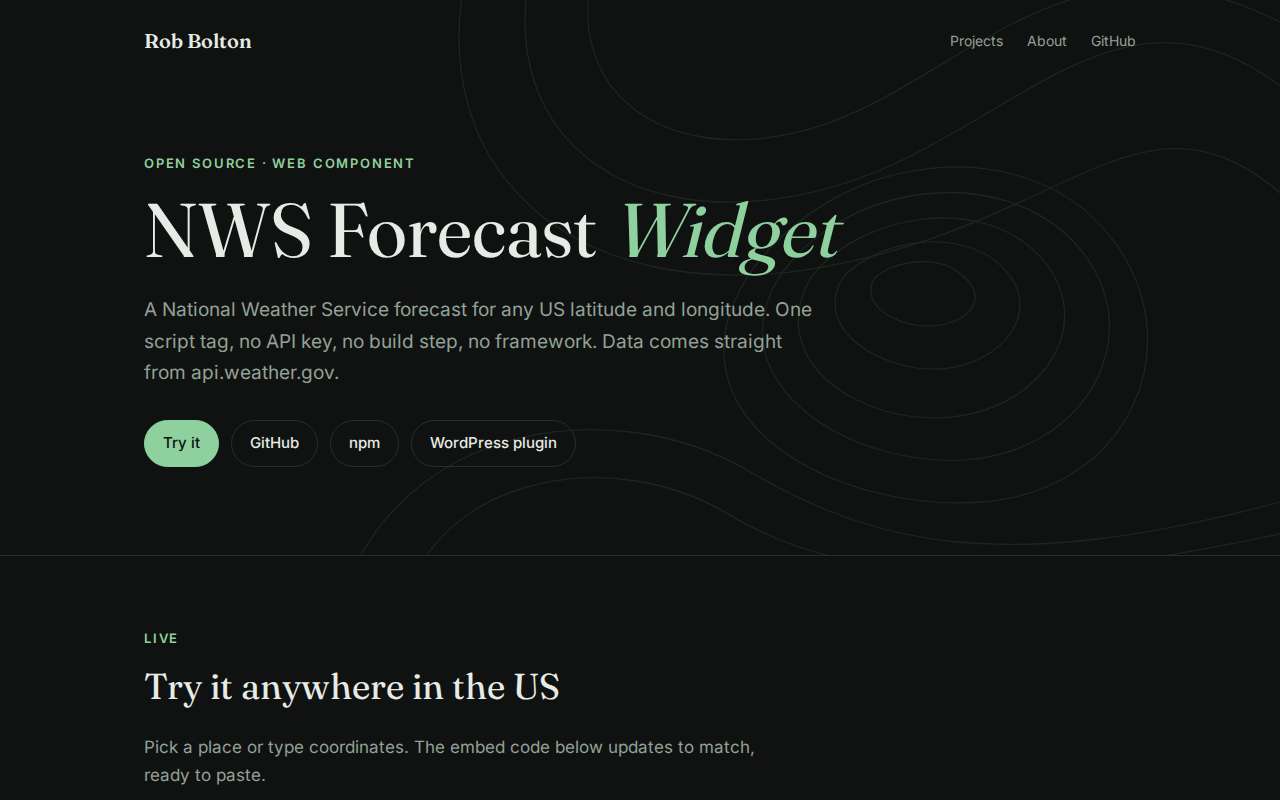 Rob Bolton
Projects About GitHub
OPEN SOURCE · WEB COMPONENT
NWS Forecast Widget
A National Weather Service forecast for any US latitude and longitude. One
script tag, no API key, no build step, no framework. Data comes straight
from api.weather.gov.
Try it GitHub npm WordPress plugin
LIVE
Try it anywhere in the US
Pick a place or type coordinates. The embed code below updates to match,
ready to paste.